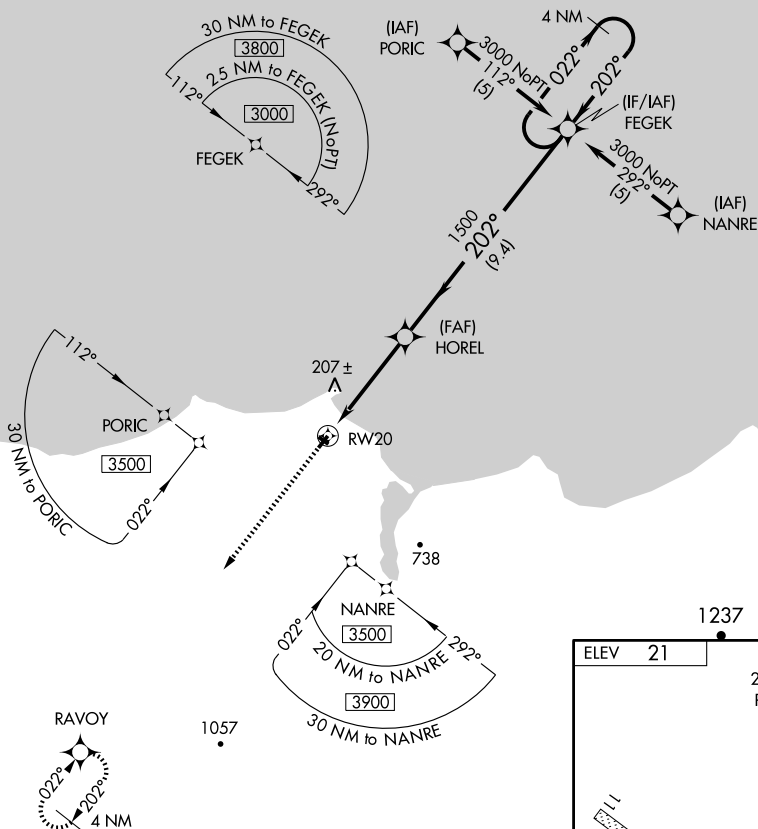 30 NM to FEGEK
3800
25 NM to FEGEK (NoPT)
3000
112°
FEGEK
292°
(IAF)
PORIC
3000 NoPT
112°
(5)
4 NM
022°
202°
(IF/IAF)
FEGEK
3000 NoPT
292°
(5)
(IAF)
NANRE
1500
202°
(9.4)
(FAF)
HOREL
207 ±
RW20
112°
PORIC
3500
30 NM to PORIC
022°
738
NANRE
022°
3500
292°
20 NM to NANRE
3900
30 NM to NANRE
1237
ELEV 21
2
11
RAVOY
1057
022°
202°
4 NM